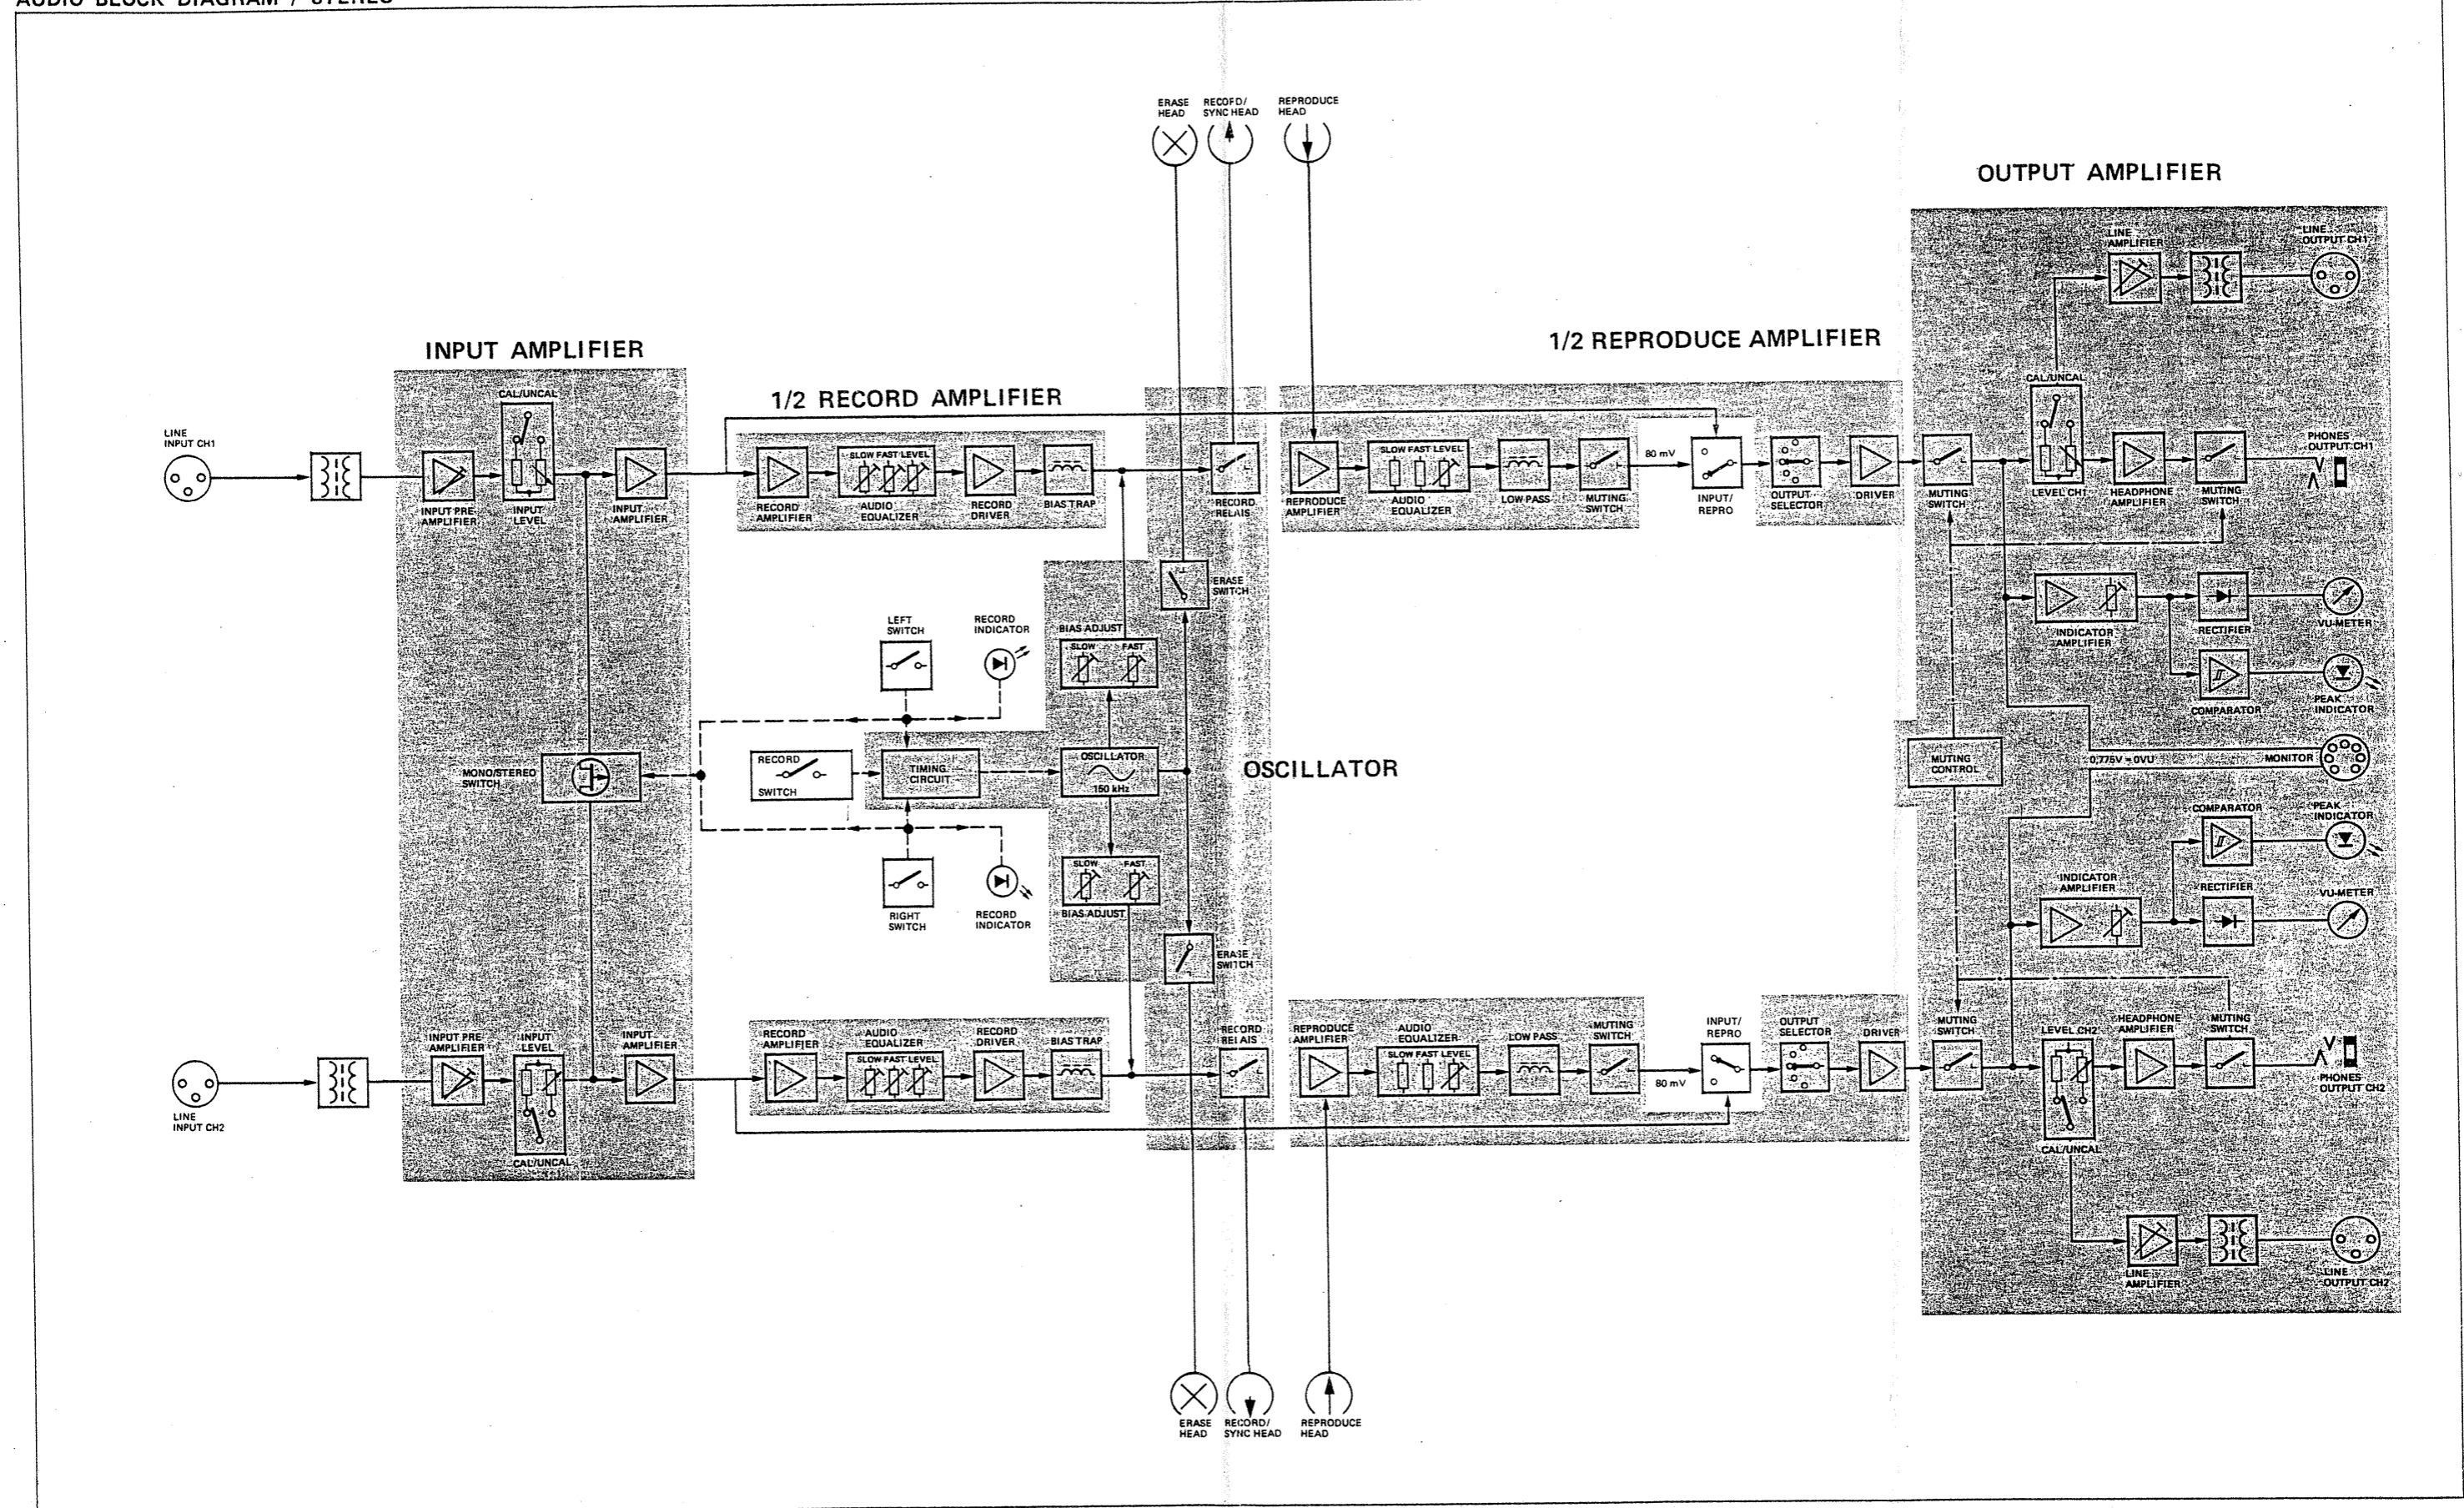 AUDIO BLOCK DIAGRAM / STEREO
ERASE
HEAD
RECORD/
SYNC HEAD
REPRODUCE
HEAD
OUTPUT AMPLIFIER
LINE
AMPLIFIER
LINE
OUTPUT CH1
INPUT AMPLIFIER
1/2 REPRODUCE AMPLIFIER
1/2 RECORD AMPLIFIER
CAL/UNCAL
CAL/UNCAL
LINE
INPUT CH1
INPUT PRE
AMPLIFIER
INPUT
LEVEL
INPUT
AMPLIFIER
RECORD
AMPLIFIER
SLOW FAST LEVEL
AUDIO
EQUALIZER
RECORD
DRIVER
BIAS TRAP
RECORD
RELAIS
REPRODUCE
AMPLIFIER
SLOW FAST LEVEL
AUDIO
EQUALIZER
LOW PASS
MUTING
SWITCH
80 mV
INPUT/
REPRO
OUTPUT
SELECTOR
DRIVER
MUTING
SWITCH
LEVEL CH1
HEADPHONE
AMPLIFIER
MUTING
SWITCH
PHONES
OUTPUT CH1
ERASE
SWITCH
LEFT
SWITCH
RECORD
INDICATOR
BIAS ADJUST
SLOW FAST
INDICATOR
AMPLIFIER
RECTIFIER
VU-METER
COMPARATOR
PEAK
INDICATOR
MONO/STEREO
SWITCH
RECORD
SWITCH
TIMING
CIRCUIT
OSCILLATOR
150 kHz
OSCILLATOR
MUTING
CONTROL
0,775V = 0VU
MONITOR
COMPARATOR
PEAK
INDICATOR
SLOW FAST
BIAS ADJUST
RIGHT
SWITCH
RECORD
INDICATOR
INDICATOR
AMPLIFIER
RECTIFIER
VU-METER
ERASE
SWITCH
INPUT PRE
AMPLIFIER
INPUT
LEVEL
INPUT
AMPLIFIER
RECORD
AMPLIFIER
AUDIO
EQUALIZER
SLOW FAST LEVEL
RECORD
DRIVER
BIAS TRAP
RECORD
RELAIS
REPRODUCE
AMPLIFIER
AUDIO
EQUALIZER
SLOW FAST LEVEL
LOW PASS
MUTING
SWITCH
80 mV
INPUT/
REPRO
OUTPUT
SELECTOR
DRIVER
MUTING
SWITCH
LEVEL CH2
HEADPHONE
AMPLIFIER
MUTING
SWITCH
PHONES
OUTPUT CH2
LINE
INPUT CH2
CAL/UNCAL
CAL/UNCAL
LINE
AMPLIFIER
LINE
OUTPUT CH2
ERASE
HEAD
RECORD/
SYNC HEAD
REPRODUCE
HEAD